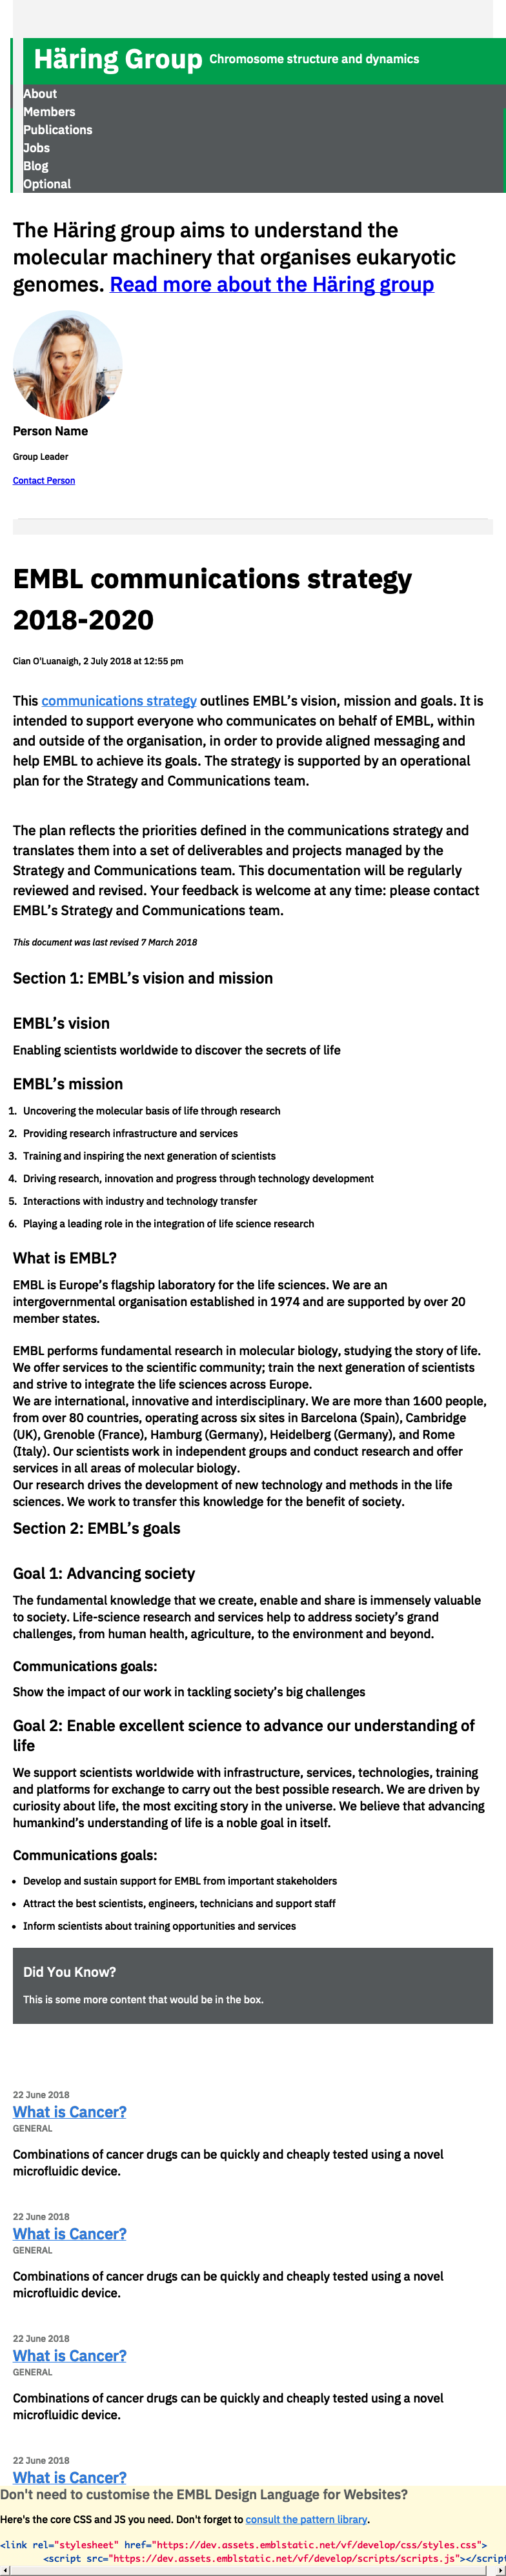 Häring Group Chromosome structure and dynamics
About
Members
Publications
Jobs
Blog
Optional
The Häring group aims to understand the
molecular machinery that organises eukaryotic
genomes. Read more about the Häring group
Person Name
Group Leader
Contact Person
EMBL communications strategy
2018-2020
Cian O'Luanaigh, 2 July 2018 at 12:55 pm
This communications strategy outlines EMBL’s vision, mission and goals. It is
intended to support everyone who communicates on behalf of EMBL, within
and outside of the organisation, in order to provide aligned messaging and
help EMBL to achieve its goals. The strategy is supported by an operational
plan for the Strategy and Communications team.
The plan reflects the priorities defined in the communications strategy and
translates them into a set of deliverables and projects managed by the
Strategy and Communications team. This documentation will be regularly
reviewed and revised. Your feedback is welcome at any time: please contact
EMBL’s Strategy and Communications team.
This document was last revised 7 March 2018
Section 1: EMBL’s vision and mission
EMBL’s vision
Enabling scientists worldwide to discover the secrets of life
EMBL’s mission
1. Uncovering the molecular basis of life through research
2. Providing research infrastructure and services
3. Training and inspiring the next generation of scientists
4. Driving research, innovation and progress through technology development
5. Interactions with industry and technology transfer
6. Playing a leading role in the integration of life science research
What is EMBL?
EMBL is Europe’s flagship laboratory for the life sciences. We are an
intergovernmental organisation established in 1974 and are supported by over 20
member states.
EMBL performs fundamental research in molecular biology, studying the story of life.
We offer services to the scientific community; train the next generation of scientists
and strive to integrate the life sciences across Europe.
We are international, innovative and interdisciplinary. We are more than 1600 people,
from over 80 countries, operating across six sites in Barcelona (Spain), Cambridge
(UK), Grenoble (France), Hamburg (Germany), Heidelberg (Germany), and Rome
(Italy). Our scientists work in independent groups and conduct research and offer
services in all areas of molecular biology.
Our research drives the development of new technology and methods in the life
sciences. We work to transfer this knowledge for the benefit of society.
Section 2: EMBL’s goals
Goal 1: Advancing society
The fundamental knowledge that we create, enable and share is immensely valuable
to society. Life-science research and services help to address society’s grand
challenges, from human health, agriculture, to the environment and beyond.
Communications goals:
Show the impact of our work in tackling society’s big challenges
Goal 2: Enable excellent science to advance our understanding of
life
We support scientists worldwide with infrastructure, services, technologies, training
and platforms for exchange to carry out the best possible research. We are driven by
curiosity about life, the most exciting story in the universe. We believe that advancing
humankind’s understanding of life is a noble goal in itself.
Communications goals:
• Develop and sustain support for EMBL from important stakeholders
• Attract the best scientists, engineers, technicians and support staff
• Inform scientists about training opportunities and services
Did You Know?
This is some more content that would be in the box.
22 June 2018
What is Cancer?
GENERAL
Combinations of cancer drugs can be quickly and cheaply tested using a novel
microfluidic device.
22 June 2018
What is Cancer?
GENERAL
Combinations of cancer drugs can be quickly and cheaply tested using a novel
microfluidic device.
22 June 2018
What is Cancer?
GENERAL
Combinations of cancer drugs can be quickly and cheaply tested using a novel
microfluidic device.
22 June 2018
What is Cancer?
Don't need to customise the EMBL Design Language for Websites?
Here's the core CSS and JS you need. Don't forget to consult the pattern library.
<link rel="stylesheet" href="https://dev.assets.emblstatic.net/vf/develop/css/styles.css">
<script src="https://dev.assets.emblstatic.net/vf/develop/scripts/scripts.js"></script